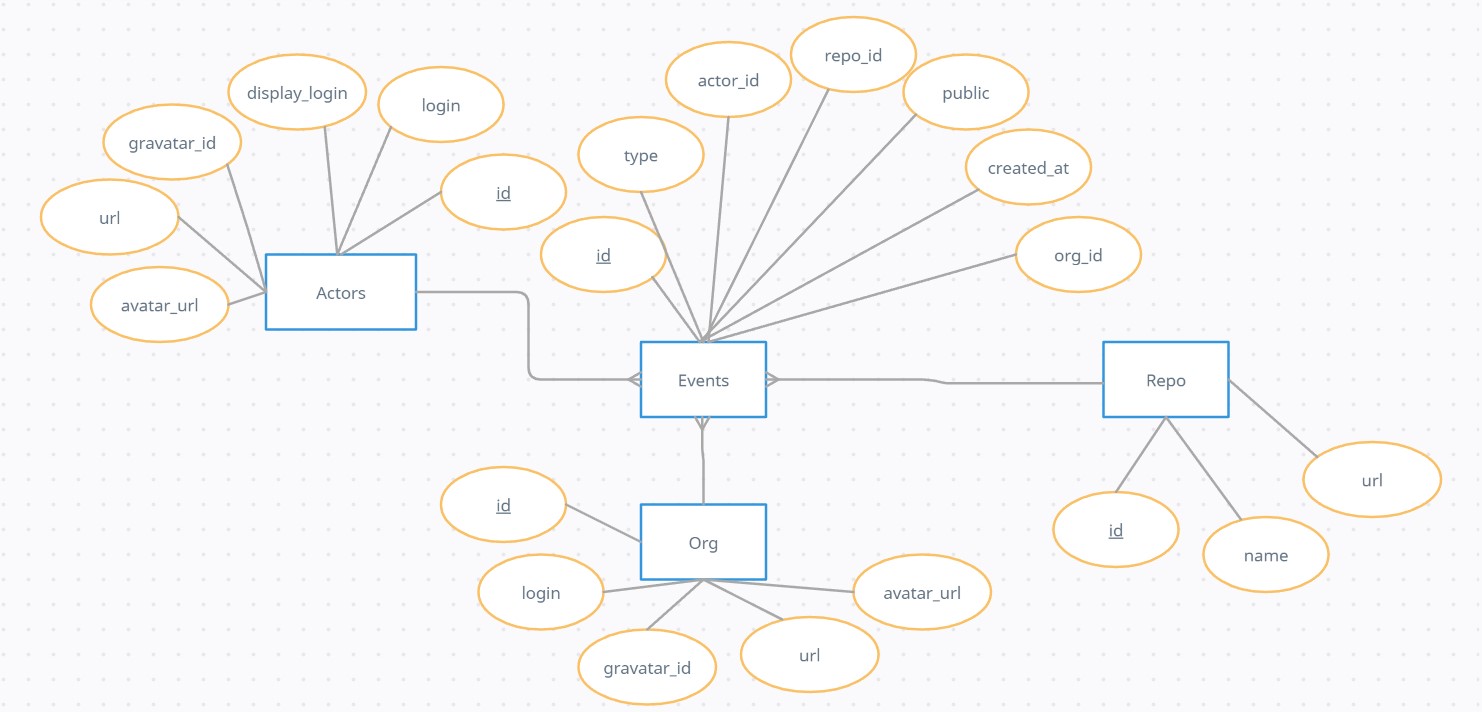 repo_id
actor_id
public
display_login
login
gravatar_id
type
created_at
id
url
id
org_id
Actors
avatar_url
Events
Repo
url
id
id
name
Org
login
avatar_url
gravatar_id
url